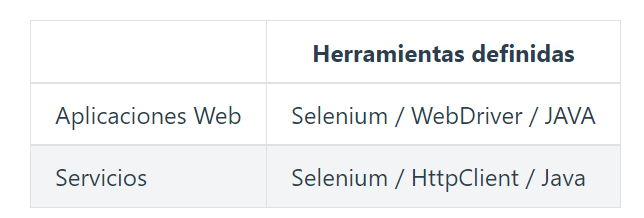 Herramientas definidas
Aplicaciones Web Selenium / WebDriver / JAVA
Servicios Selenium / HttpClient / Java